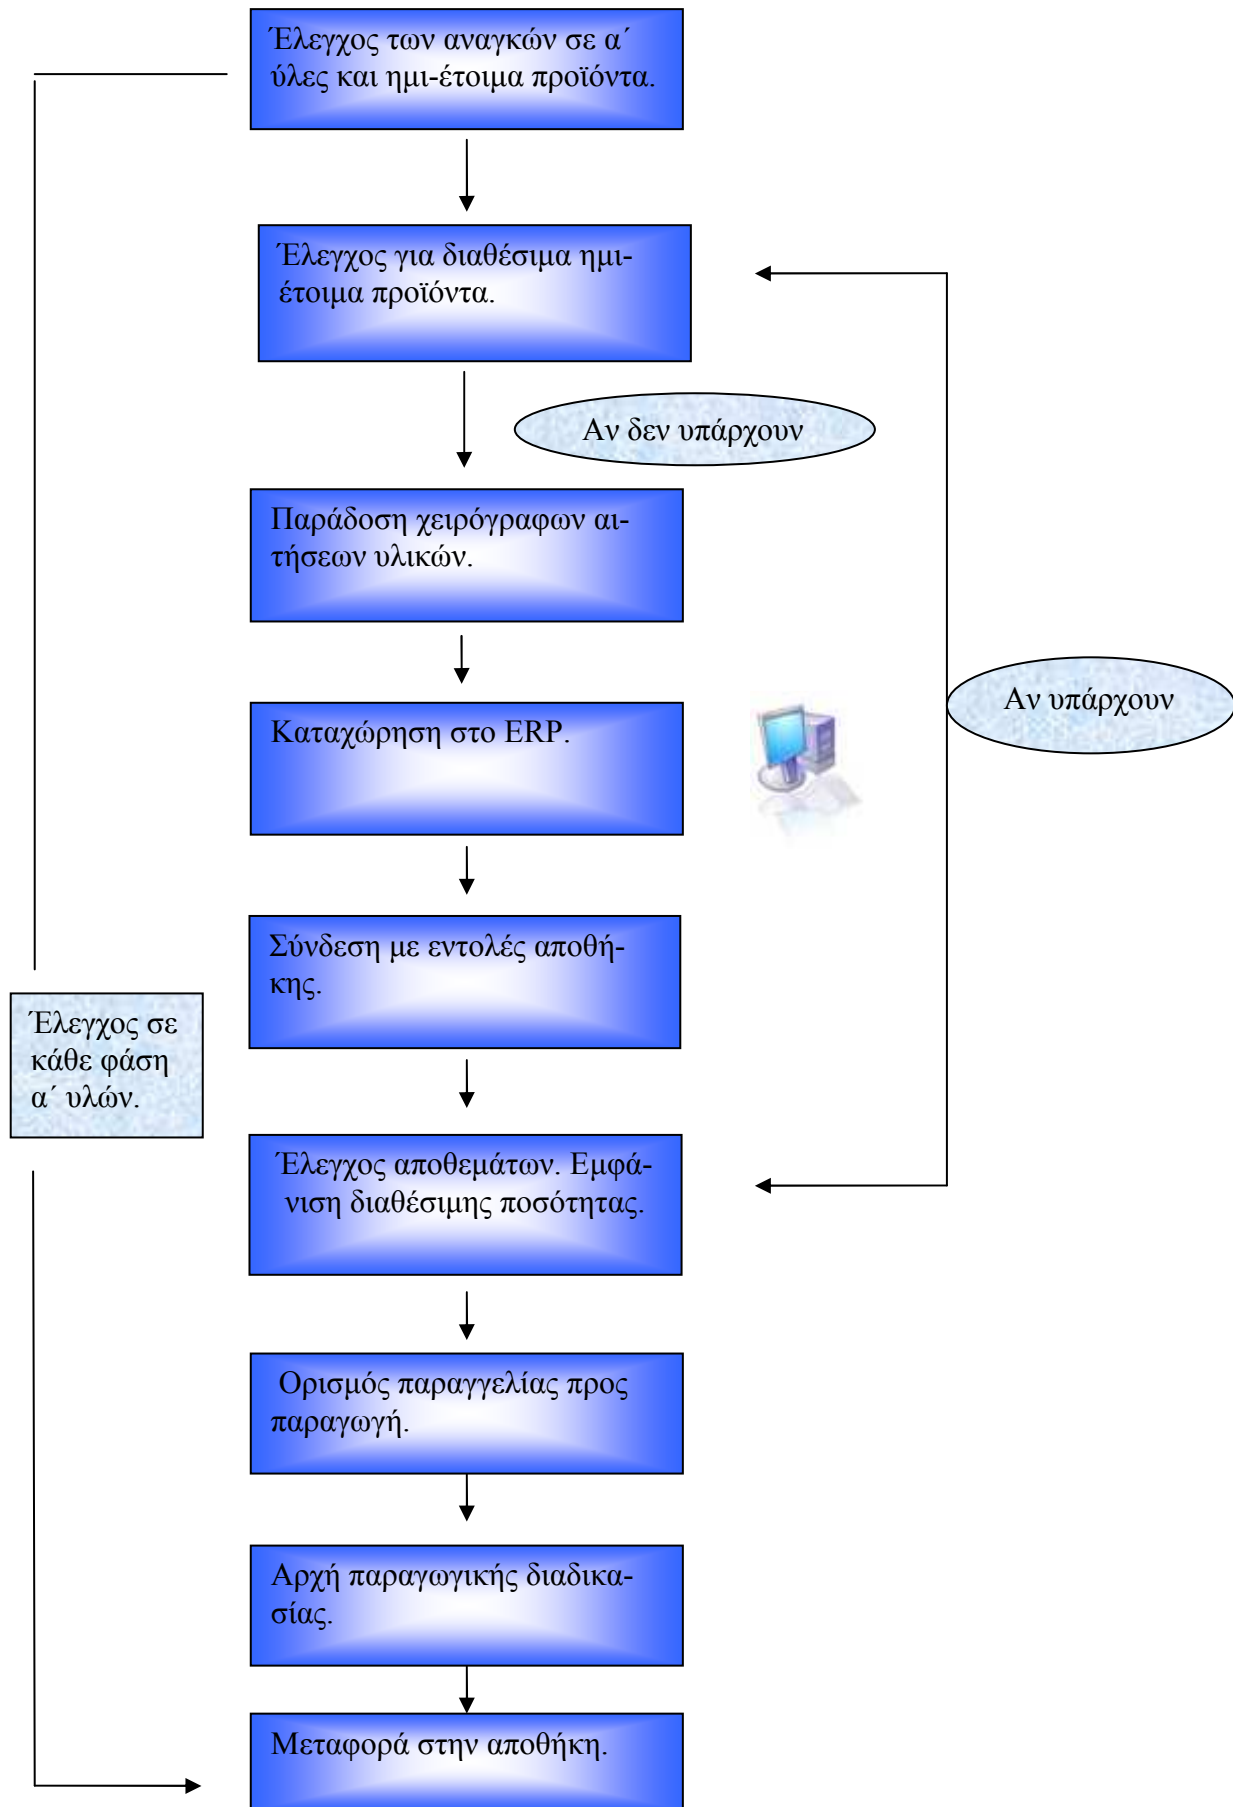 Έλεγχος των αναγκών σε α΄
ύλες και ημι-έτοιμα προϊόντα.
Έλεγχος για διαθέσιμα ημι-
έτοιμα προϊόντα.
Αν δεν υπάρχουν
Παράδοση χειρόγραφων αι-
τήσεων υλικών.
Αν υπάρχουν
Καταχώρηση στο ERP.
Σύνδεση με εντολές αποθή-
κης.
Έλεγχος σε
κάθε φάση
α΄ υλών.
Έλεγχος αποθεμάτων. Εμφά-
νιση διαθέσιμης ποσότητας.
Ορισμός παραγγελίας προς
παραγωγή.
Αρχή παραγωγικής διαδικα-
σίας.
Μεταφορά στην αποθήκη.